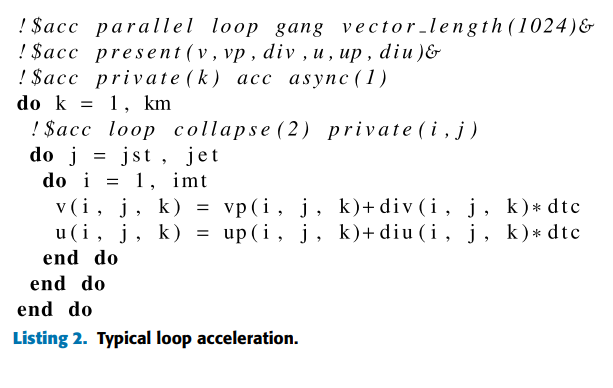 !$acc parallel loop gang vector_length(1024)&
!$acc present(v,vp,div,u,up,diu)&
!$acc private(k) acc async(1)
do k = 1, km
!$acc loop collapse(2) private(i,j)
do j = jst, jet
do i = 1, imt
v(i, j, k) = vp(i, j, k)+div(i, j, k)*dtc
u(i, j, k) = up(i, j, k)+diu(i, j, k)*dtc
end do
end do
end do
Listing 2. Typical loop acceleration.